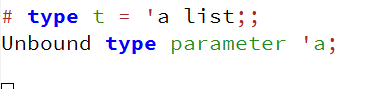 # type t = 'a list;;
Unbound type parameter 'a;